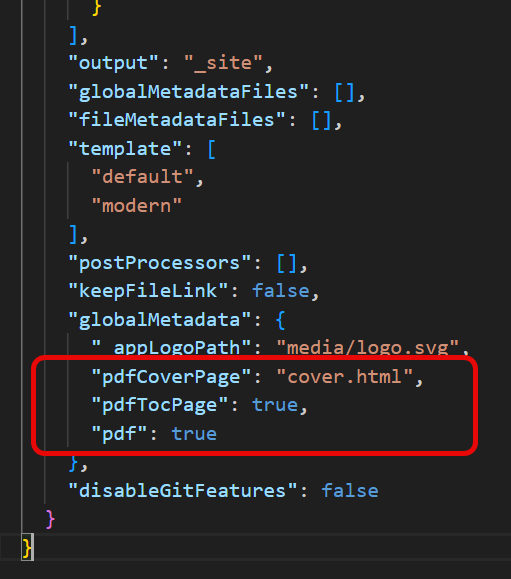 }
],
"output": "_site",
"globalMetadataFiles": [],
"fileMetadataFiles": [],
"template": [
"default",
"modern"
],
"postProcessors": [],
"keepFileLink": false,
"globalMetadata": {
"_appLogoPath": "media/logo.svg",
"pdfCoverPage": "cover.html",
"pdfTocPage": true,
"pdf": true
},
"disableGitFeatures": false
}
}